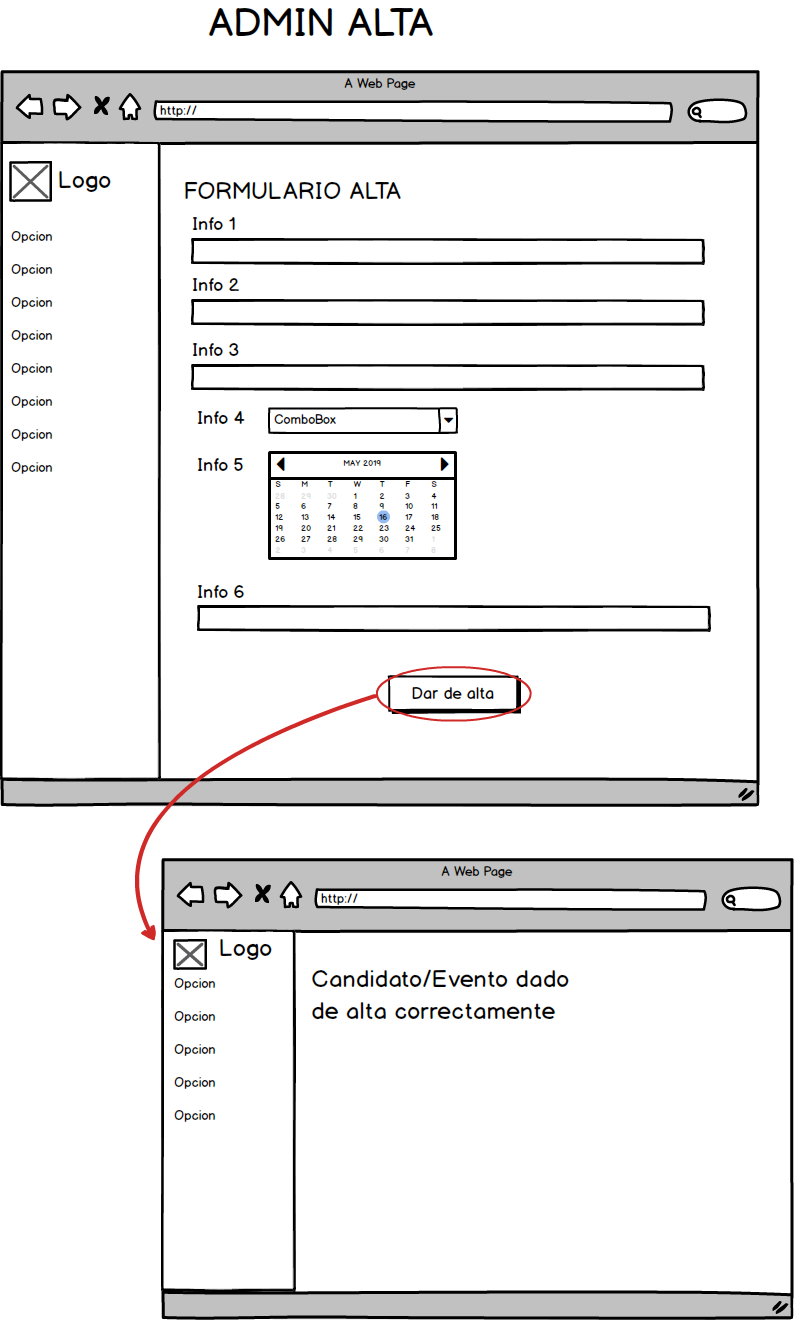 ADMIN ALTA
A Web Page
http://
Logo
Opcion
Opcion
Opcion
Opcion
Opcion
Opcion
Opcion
Opcion
FORMULARIO ALTA
Info 1
Info 2
Info 3
Info 4
ComboBox
Info 5
MAY 2019
S M T W T F S
28 29 30 1 2 3 4
5 6 7 8 9 10 11
12 13 14 15 16 17 18
19 20 21 22 23 24 25
26 27 28 29 30 31 1
2 3 4 5 6 7 8
Info 6
Dar de alta
A Web Page
http://
Logo
Opcion
Opcion
Opcion
Opcion
Opcion
Candidato/Evento dado
de alta correctamente